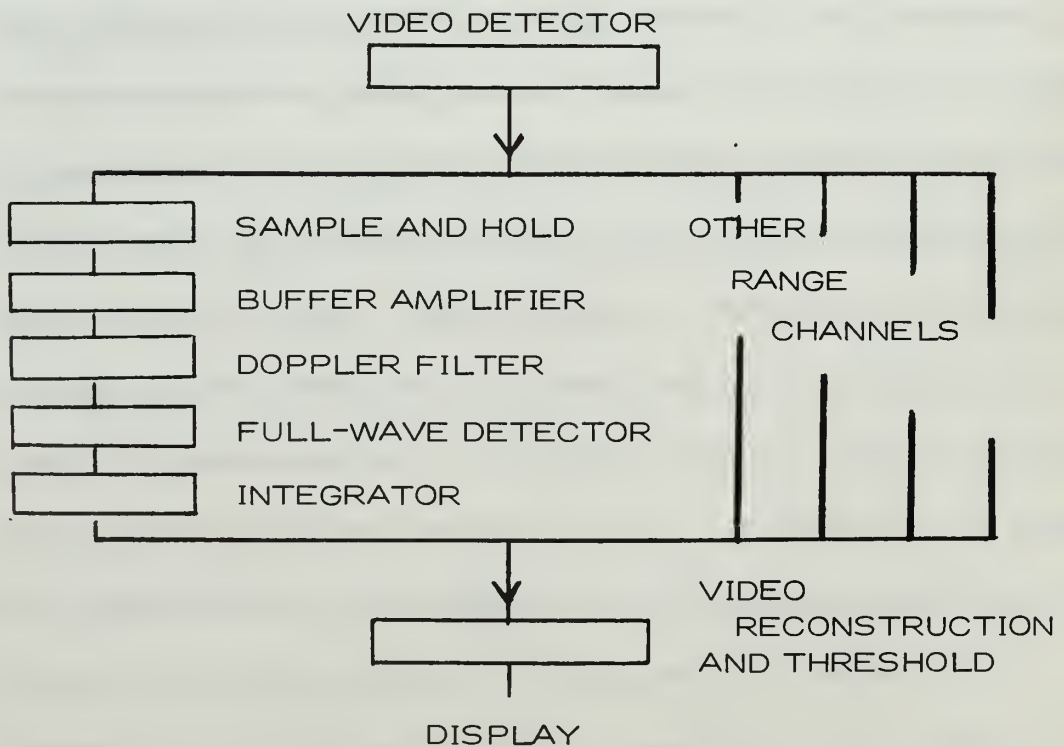 VIDEO DETECTOR
SAMPLE AND HOLD
BUFFER AMPLIFIER
DOPPLER FILTER
FULL-WAVE DETECTOR
INTEGRATOR
OTHER
RANGE
CHANNELS
VIDEO
RECONSTRUCTION
AND THRESHOLD
DISPLAY